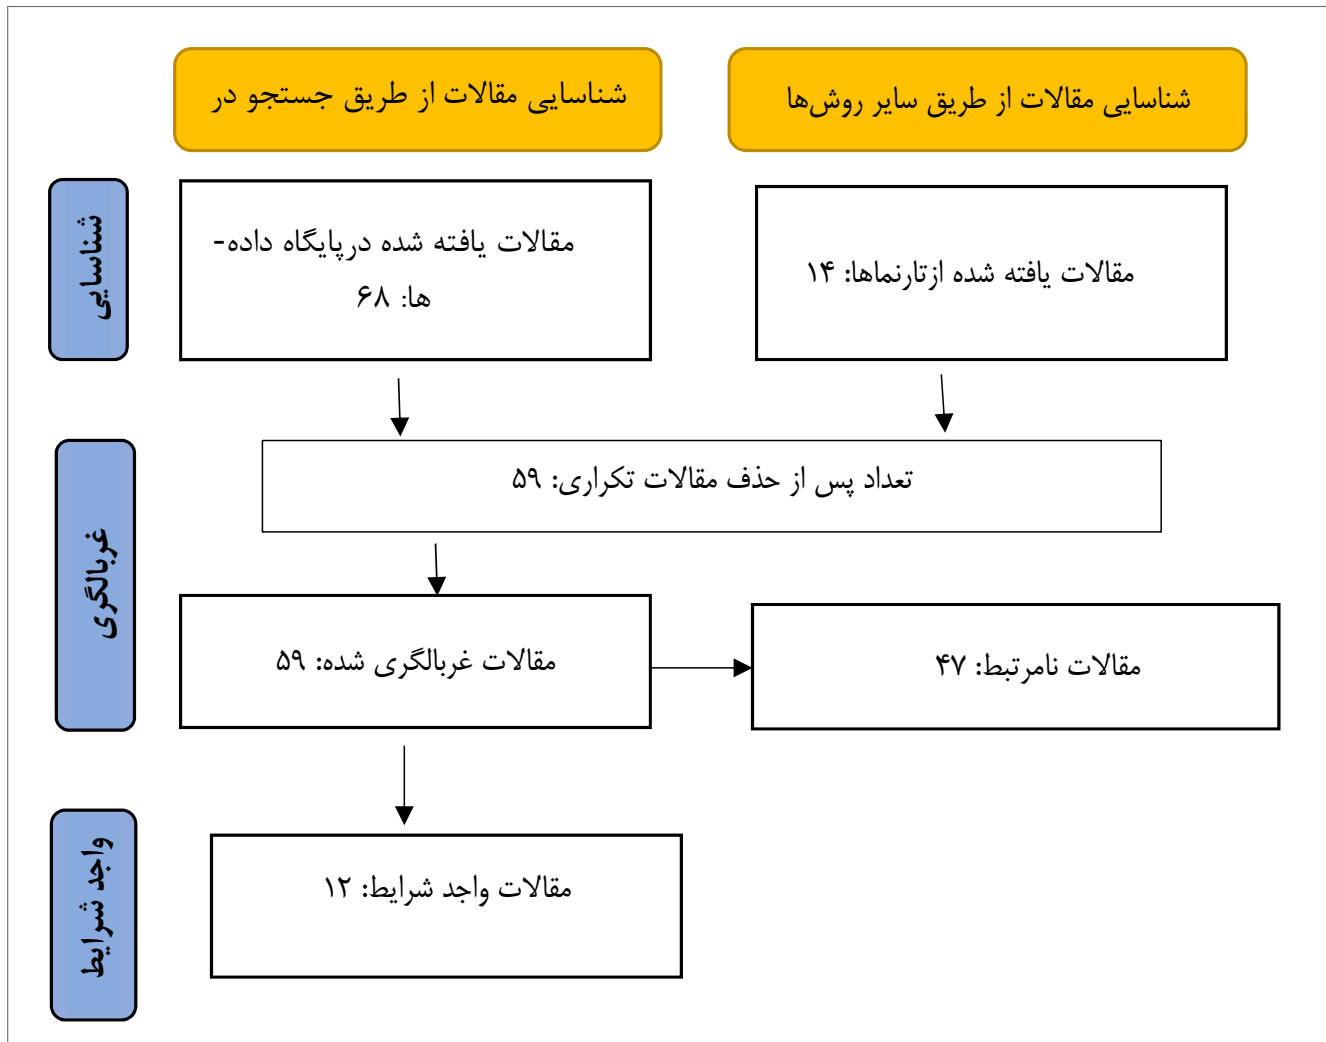 شناسایی مقالات از طریق سایر روش‌ها
شناسایی مقالات از طریق جستجو در
شناسایی
مقالات یافته شده ازتارنماها: ۱۴
مقالات یافته شده درپایگاه داده-
ها: ۶۸
غربالگری
تعداد پس از حذف مقالات تکراری: ۵۹
مقالات غربالگری شده: ۵۹
مقالات نامرتبط: ۴۷
واجد شرایط
مقالات واجد شرایط: ۱۲